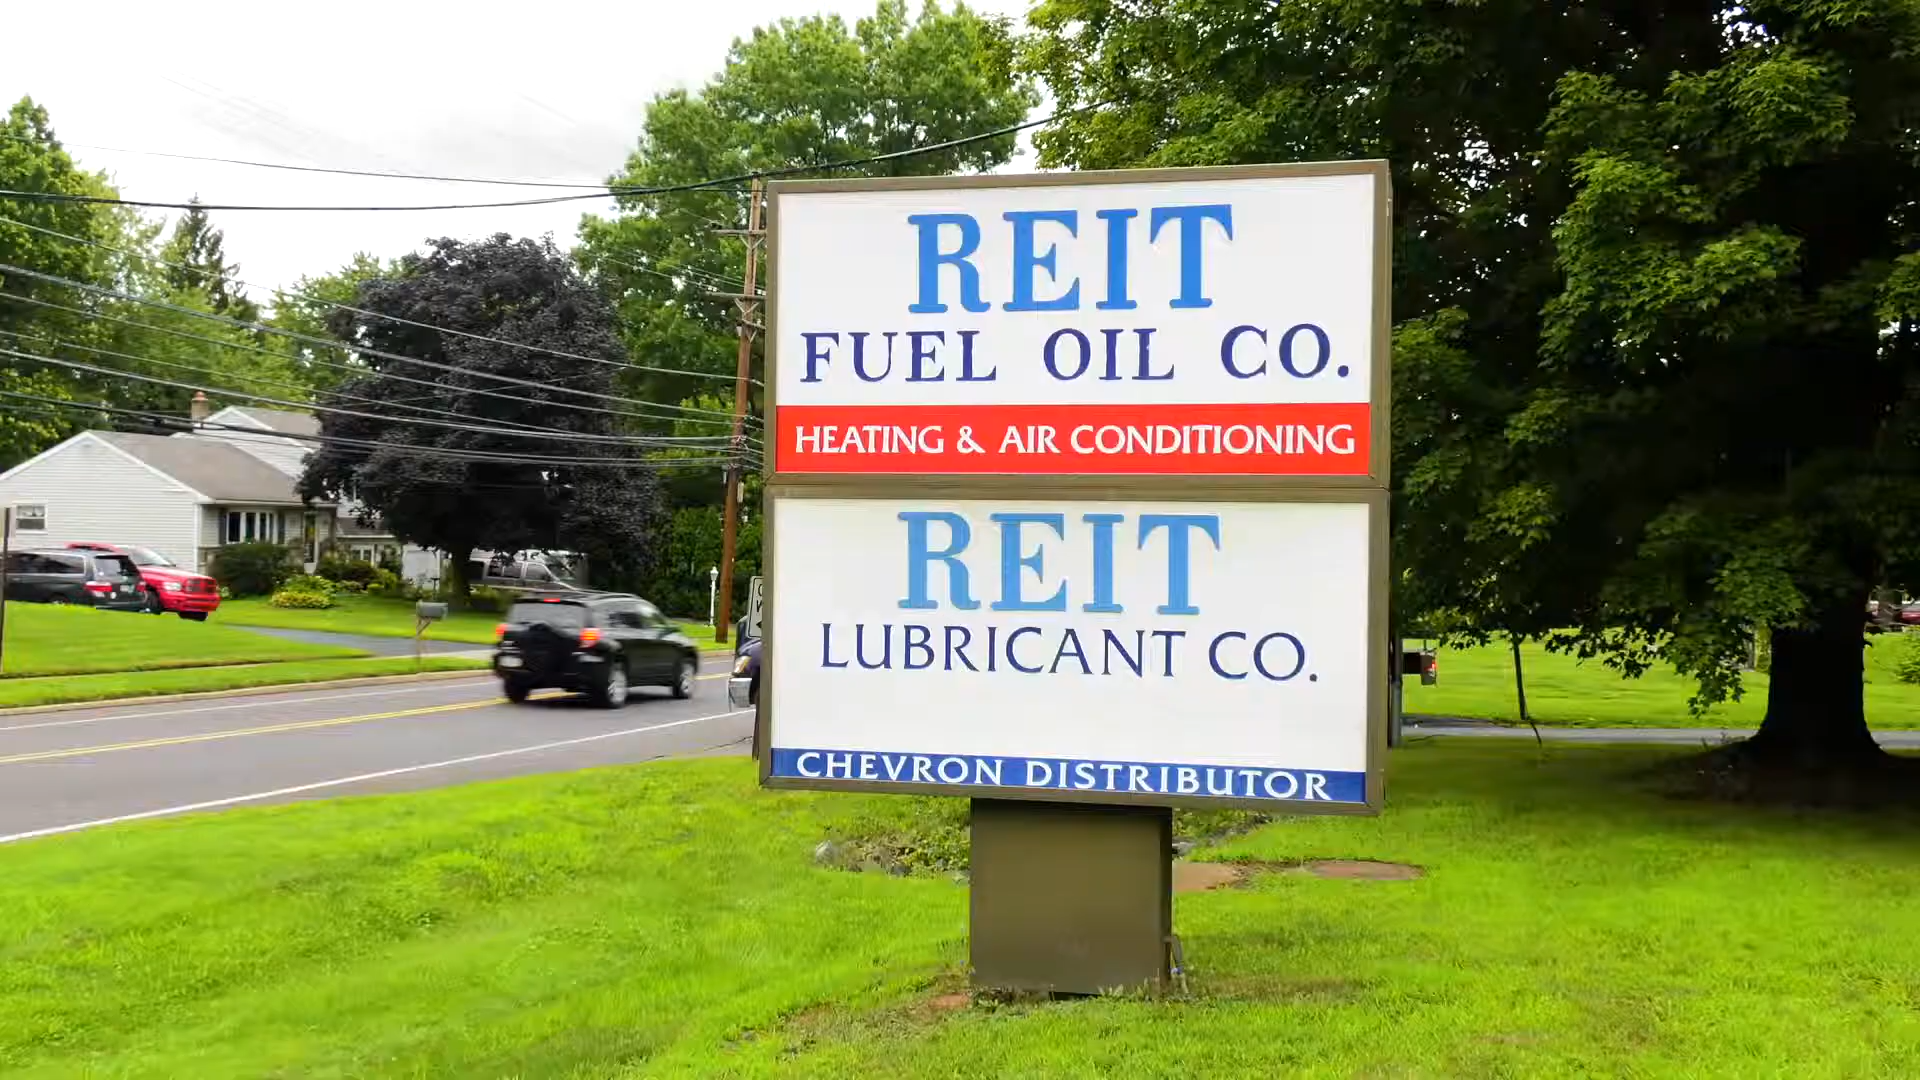 REIT
FUEL OIL CO.
HEATING & AIR CONDITIONING
REIT
LUBRICANT CO.
CHEVRON DISTRIBUTOR